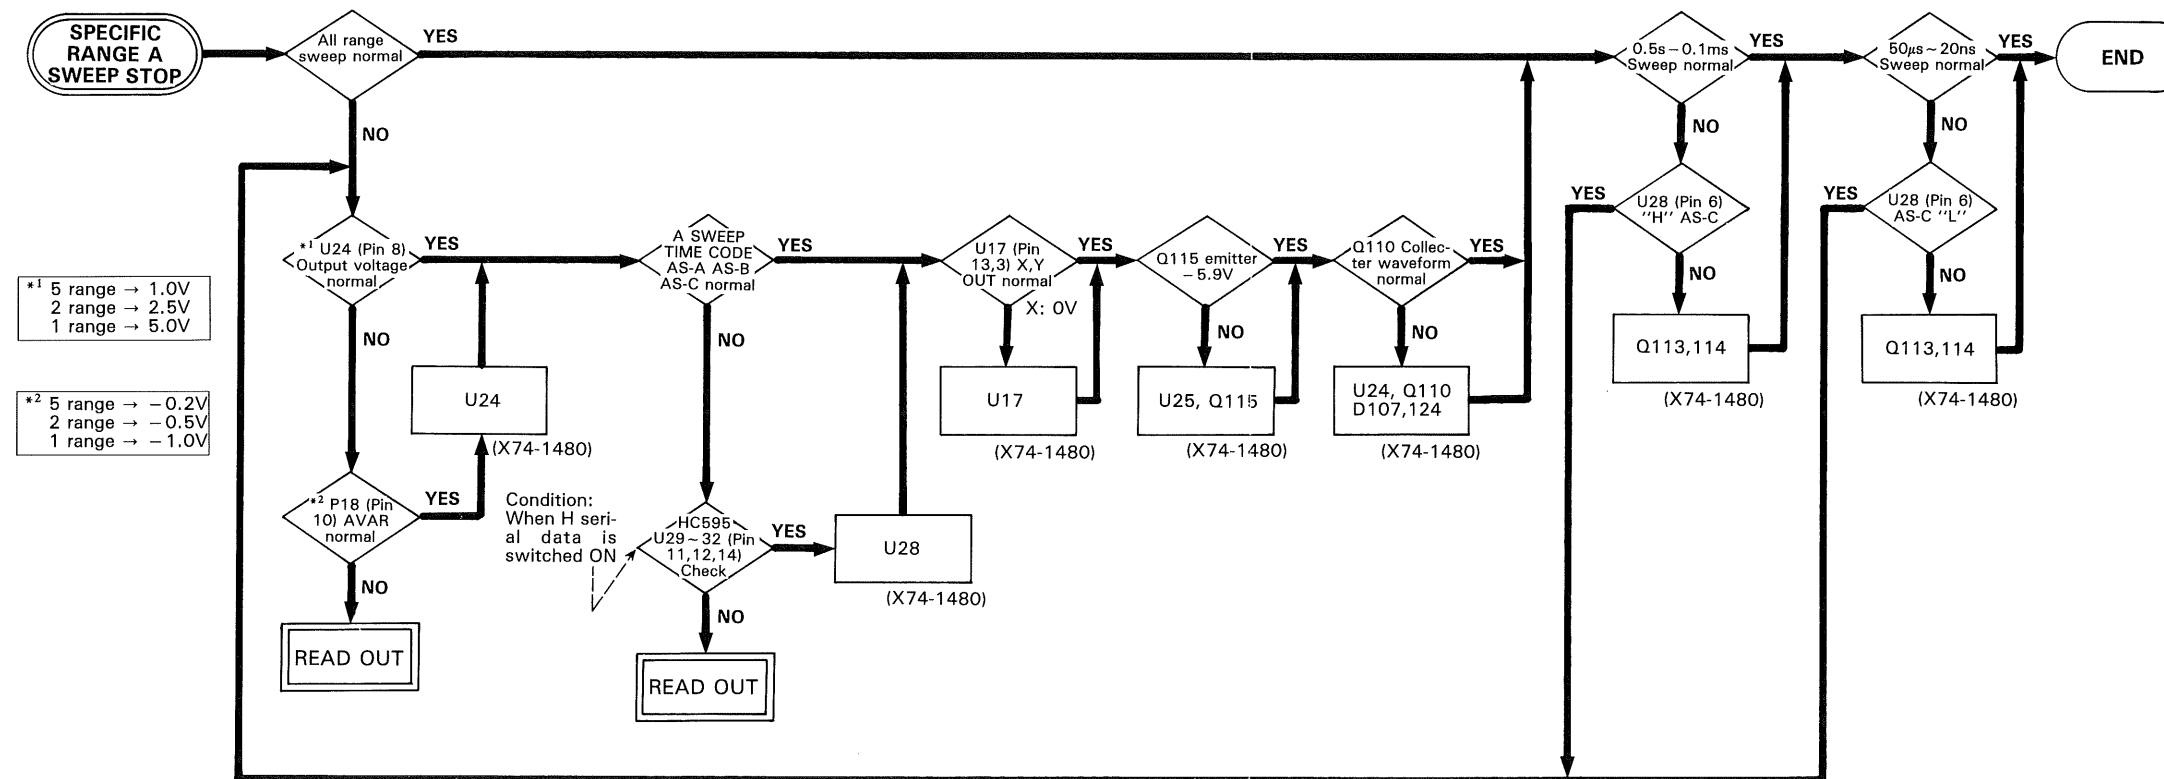 SPECIFIC
RANGE A
SWEEP STOP
All range
sweep normal
YES
NO
0.5s–0.1ms
Sweep normal
YES
NO
50μs~20ns
Sweep normal
YES
NO
END
*1 U24 (Pin 8)
Output voltage
normal
YES
NO
A SWEEP
TIME CODE
AS-A AS-B
AS-C normal
YES
NO
U17 (Pin
13,3) X,Y
OUT normal
YES
X: 0V
Q115 emitter
–5.9V
YES
NO
Q110 Collec-
ter waveform
normal
YES
NO
YES
U28 (Pin 6)
"H" AS-C
NO
YES
U28 (Pin 6)
AS-C "L"
NO
*1 5 range → 1.0V
2 range → 2.5V
1 range → 5.0V
*2 5 range → –0.2V
2 range → –0.5V
1 range → –1.0V
U24
(X74-1480)
U17
(X74-1480)
U25, Q115
(X74-1480)
U24, Q110
D107,124
(X74-1480)
Q113,114
(X74-1480)
Q113,114
(X74-1480)
*2 P18 (Pin
10) AVAR
normal
YES
NO
Condition:
When H seri-
al data is
switched ON
HC595
U29~32 (Pin
11,12,14)
Check
YES
NO
U28
(X74-1480)
READ OUT
READ OUT